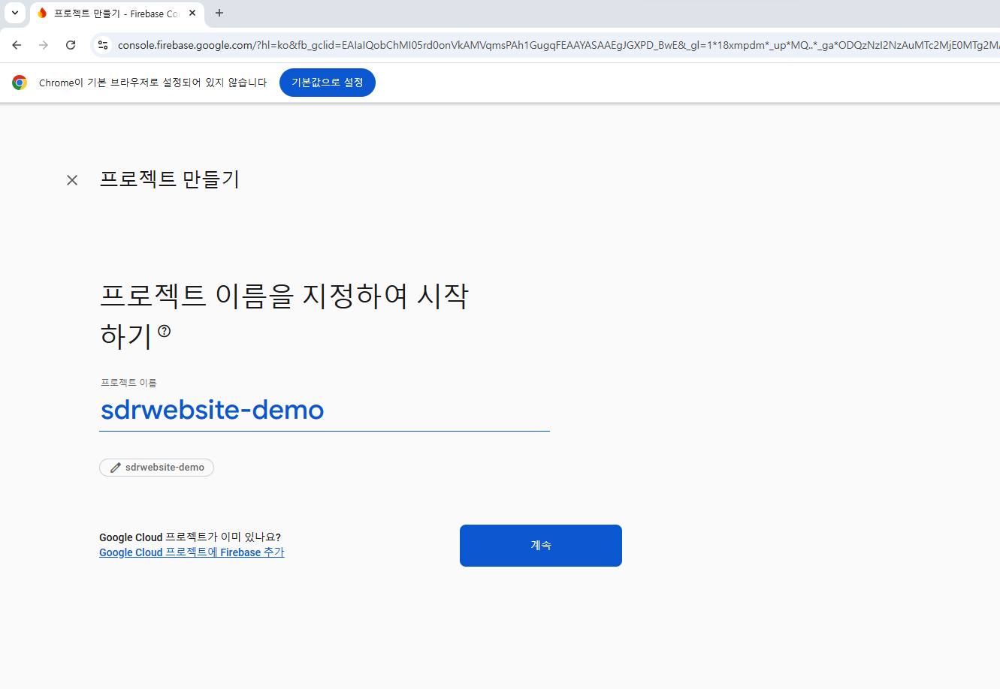 프로젝트 만들기 - Firebase Co
console.firebase.google.com/?hl=ko&fb_gclid=EAIaIQobChMI05rd0onVkAMVqmsPAh1GugqFEAAYASAAEgJGXPD_BwE&_gl=1*18xmpdm*_up*MQ..*_ga*ODQzNzI2NzAuMTc2MjE0MTg2MA
Chrome이 기본 브라우저로 설정되어 있지 않습니다
기본값으로 설정
프로젝트 만들기
프로젝트 이름을 지정하여 시작
하기
프로젝트 이름
sdrwebsite-demo
sdrwebsite-demo
Google Cloud 프로젝트가 이미 있나요?
Google Cloud 프로젝트에 Firebase 추가
계속